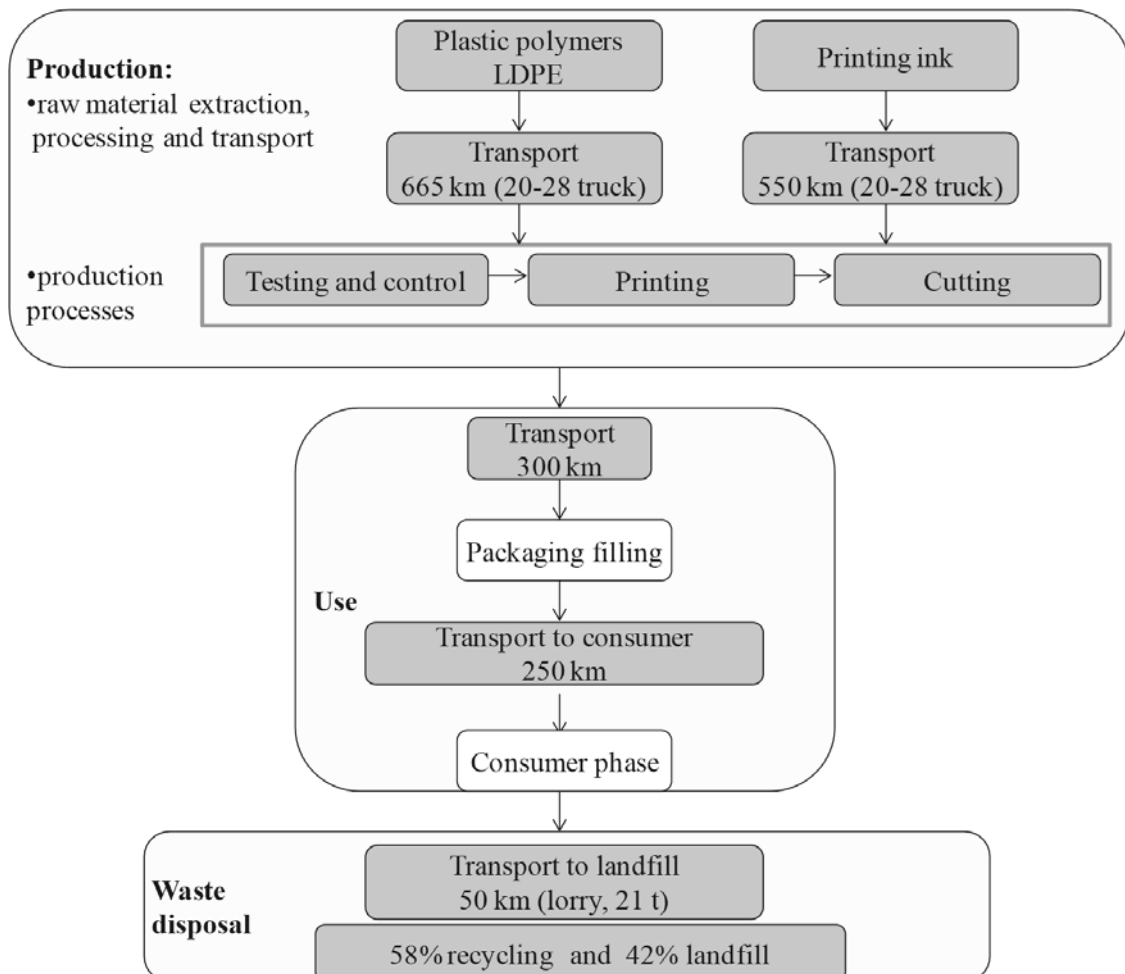 Production:
•raw material extraction,
processing and transport
Plastic polymers
LDPE
Printing ink
Transport
665 km (20-28 truck)
Transport
550 km (20-28 truck)
•production
processes
Testing and control
Printing
Cutting
Transport
300 km
Packaging filling
Use
Transport to consumer
250 km
Consumer phase
Waste
disposal
Transport to landfill
50 km (lorry, 21 t)
58% recycling and 42% landfill